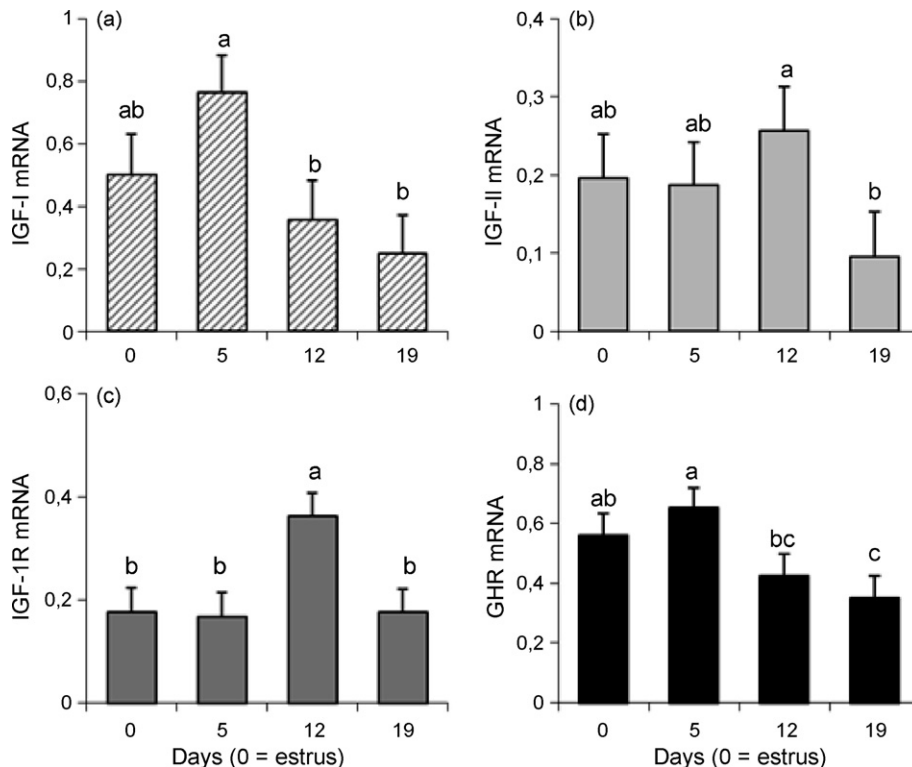 (a)
1
0,8
0,6
0,4
0,2
0
IGF-I mRNA
ab
a
b
b
0
5
12
19
(b)
0,4
0,3
0,2
0,1
0
IGF-II mRNA
ab
ab
a
b
0
5
12
19
(c)
0,6
0,4
0,2
0
IGF-1R mRNA
b
b
a
b
0
5
12
19
Days (0 = estrus)
(d)
1
0,8
0,6
0,4
0,2
0
GHR mRNA
ab
a
bc
c
0
5
12
19
Days (0 = estrus)